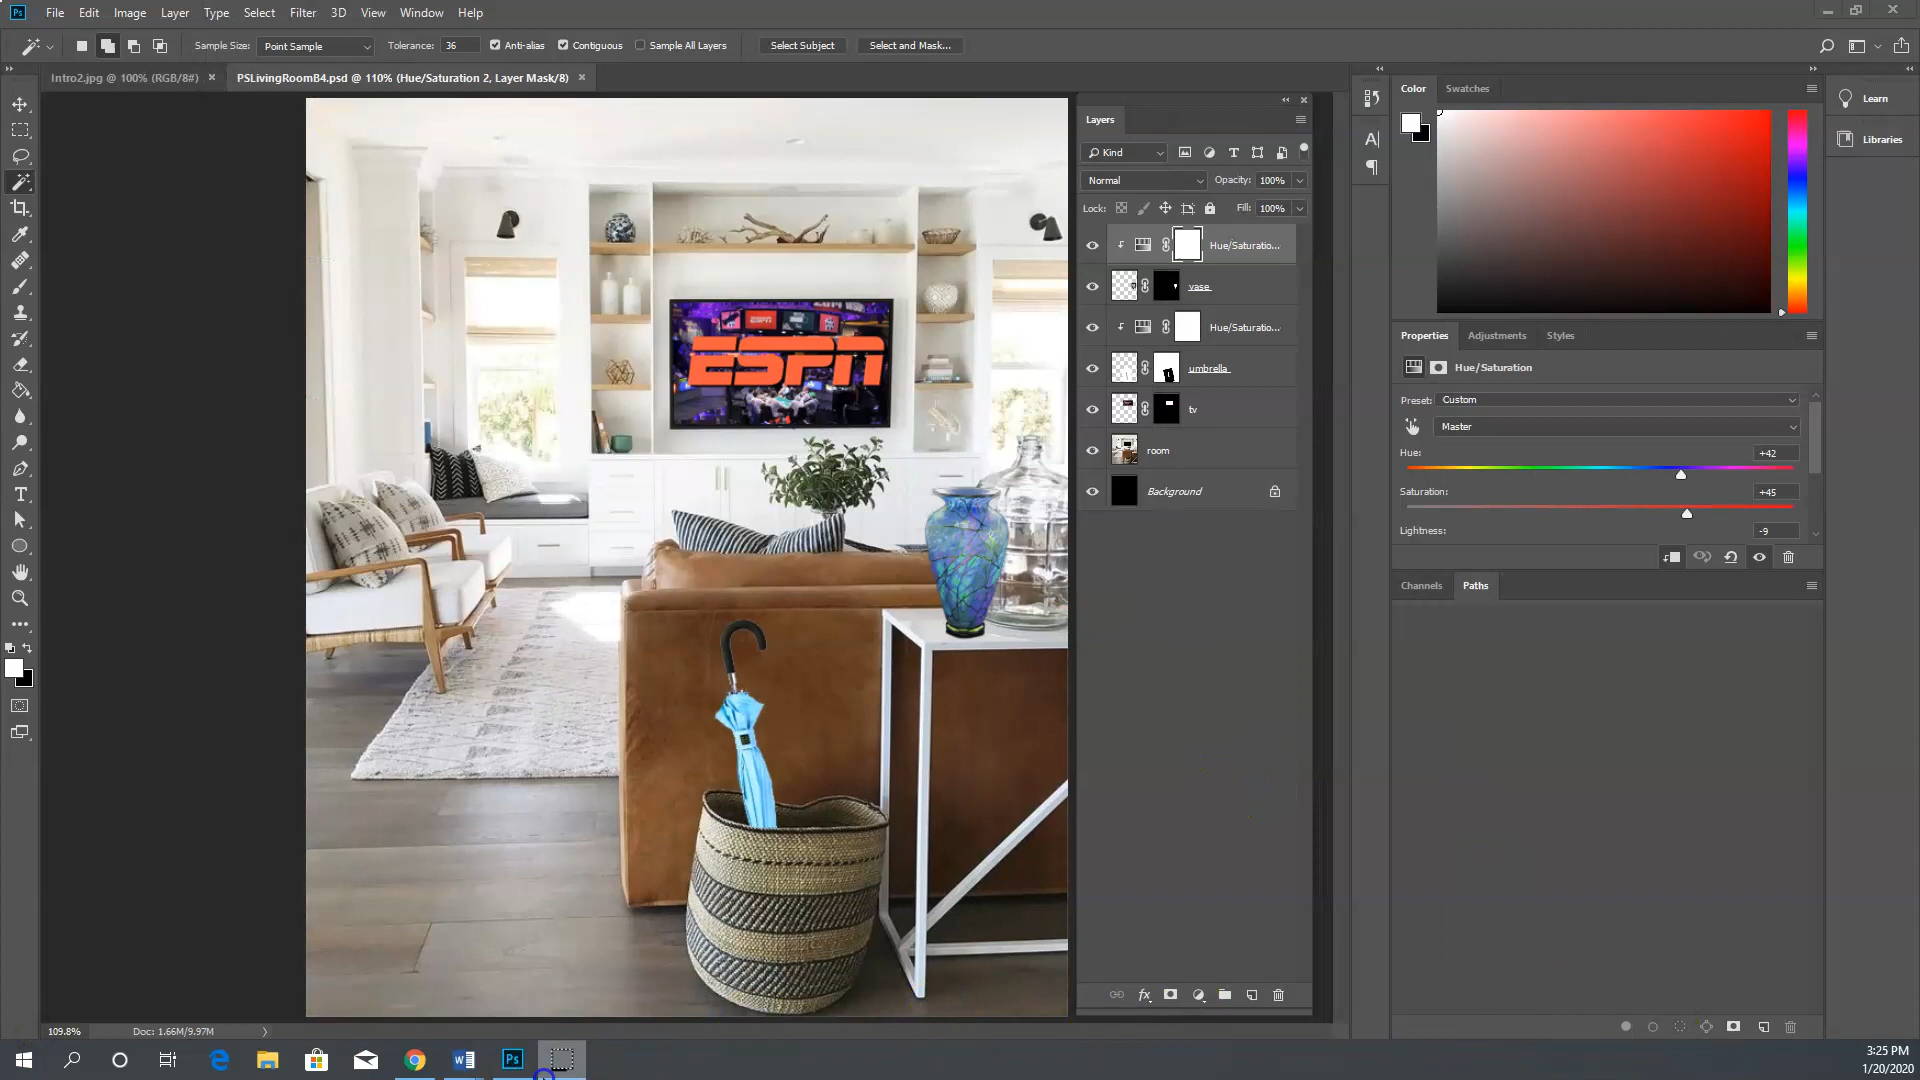 Ps File Edit Image Layer Type Select Filter 3D View Window Help
Sample Size: Point Sample Tolerance: 36 Anti-alias Contiguous Sample All Layers Select Subject Select and Mask...
Intro2.jpg @ 100% (RGB/8#) × PSLivingRoomB4.psd @ 110% (Hue/Saturation 2, Layer Mask/8) ×
Layers
Kind
Normal Opacity: 100%
Lock: Fill: 100%
Hue/Saturatio...
vase
Hue/Saturatio...
umbrella
tv
room
Background
ESPN
Color Swatches
Learn
Libraries
Properties Adjustments Styles
Hue/Saturation
Preset: Custom
Master
Hue: +42
Saturation: +45
Lightness: -9
Channels Paths
109.8% Doc: 1.66M/9.97M
3:25 PM
1/20/2020